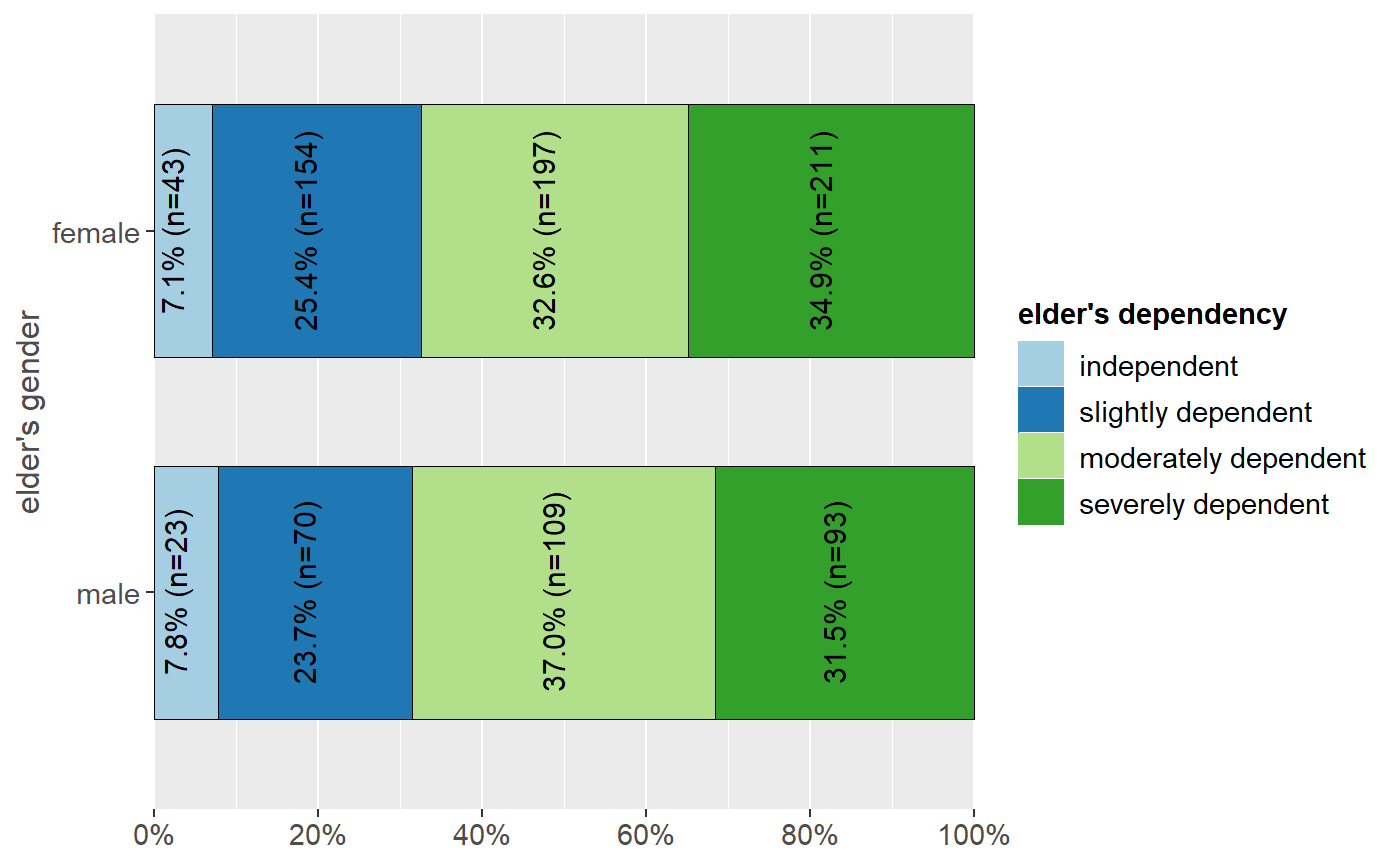 elder's gender
female
7.1% (n=43)
25.4% (n=154)
32.6% (n=197)
34.9% (n=211)
male
7.8% (n=23)
23.7% (n=70)
37.0% (n=109)
31.5% (n=93)
0% 20% 40% 60% 80% 100%
elder's dependency
independent
slightly dependent
moderately dependent
severely dependent